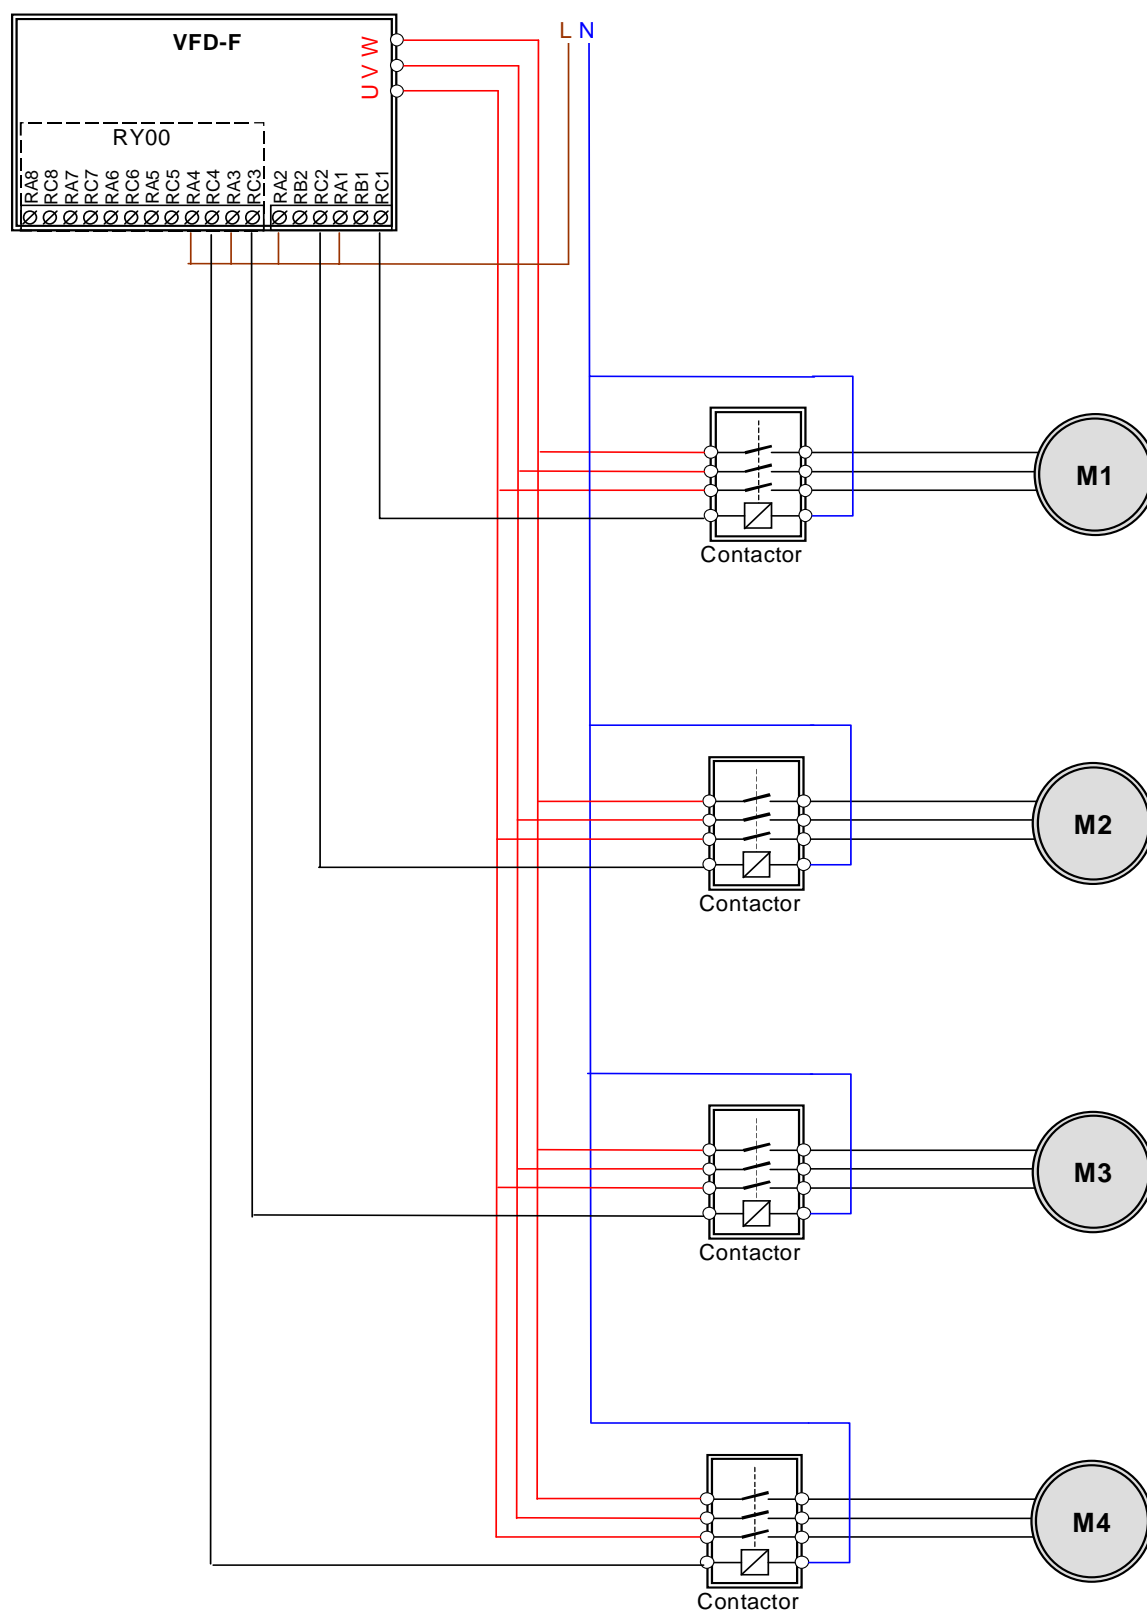 VFD-F
U V W
L N
RY00
RA8 RC8 RA7 RC7 RA6 RC6 RA5 RC5 RA4 RC4 RA3 RC3 RA2 RB2 RC2 RA1 RB1 RC1
M1
Contactor
M2
Contactor
M3
Contactor
M4
Contactor